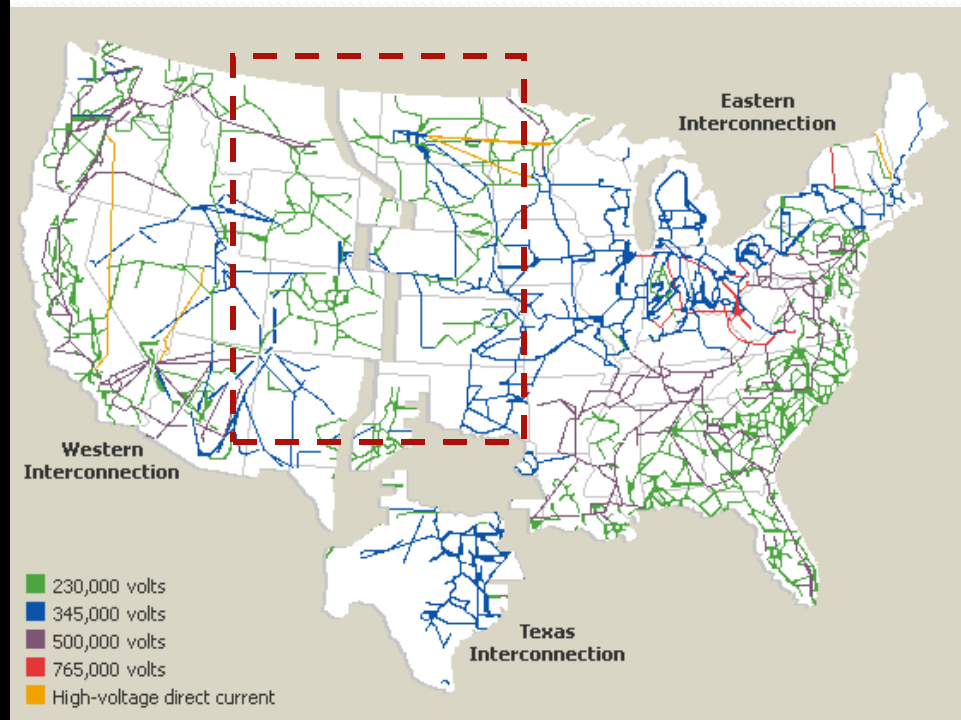 Eastern
Interconnection
Western
Interconnection
Texas
Interconnection
230,000 volts
345,000 volts
500,000 volts
765,000 volts
High-voltage direct current